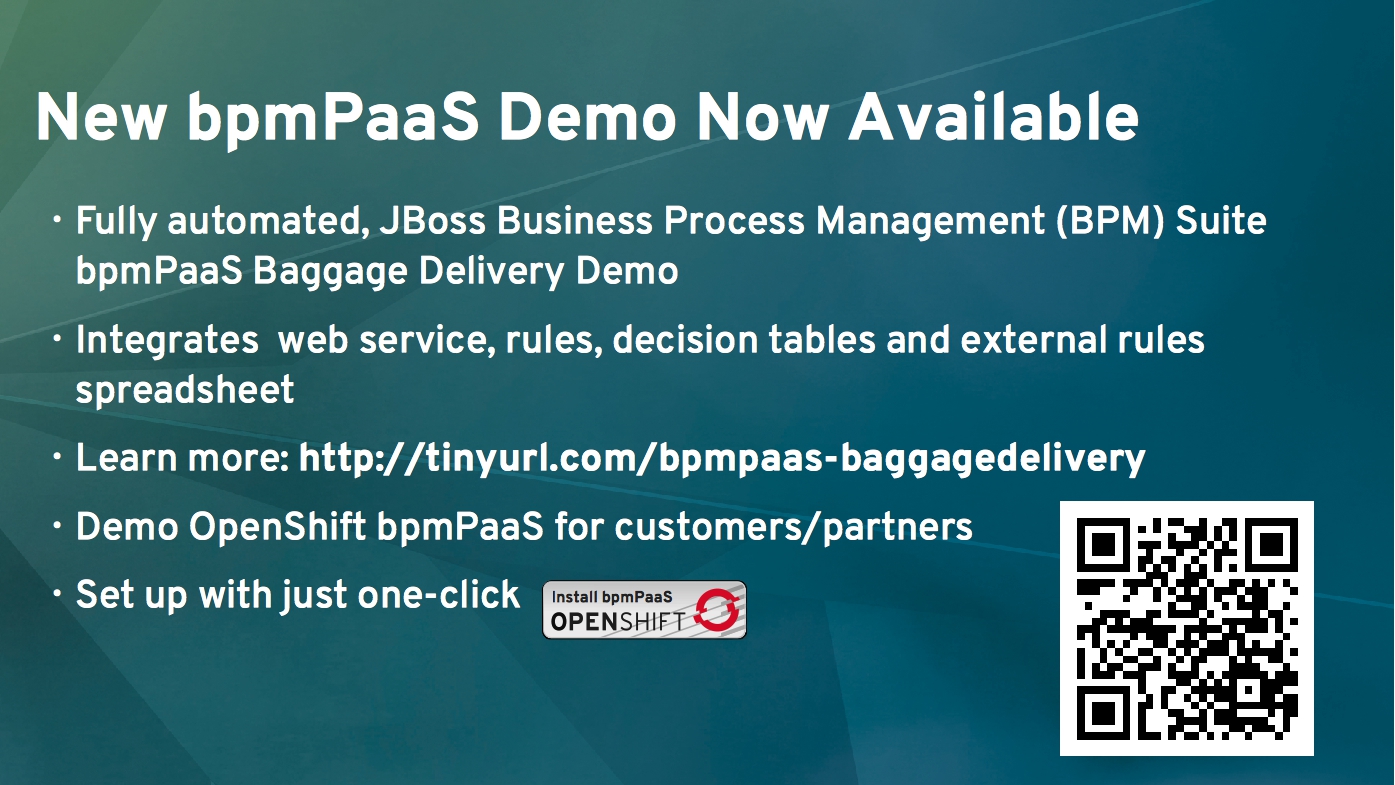 New bpmPaaS Demo Now Available
• Fully automated, JBoss Business Process Management (BPM) Suite
bpmPaaS Baggage Delivery Demo
• Integrates  web service, rules, decision tables and external rules
spreadsheet
• Learn more: http://tinyurl.com/bpmpaas-baggagedelivery
• Demo OpenShift bpmPaaS for customers/partners
• Set up with just one-click
Install bpmPaaS
OPENSHIFT